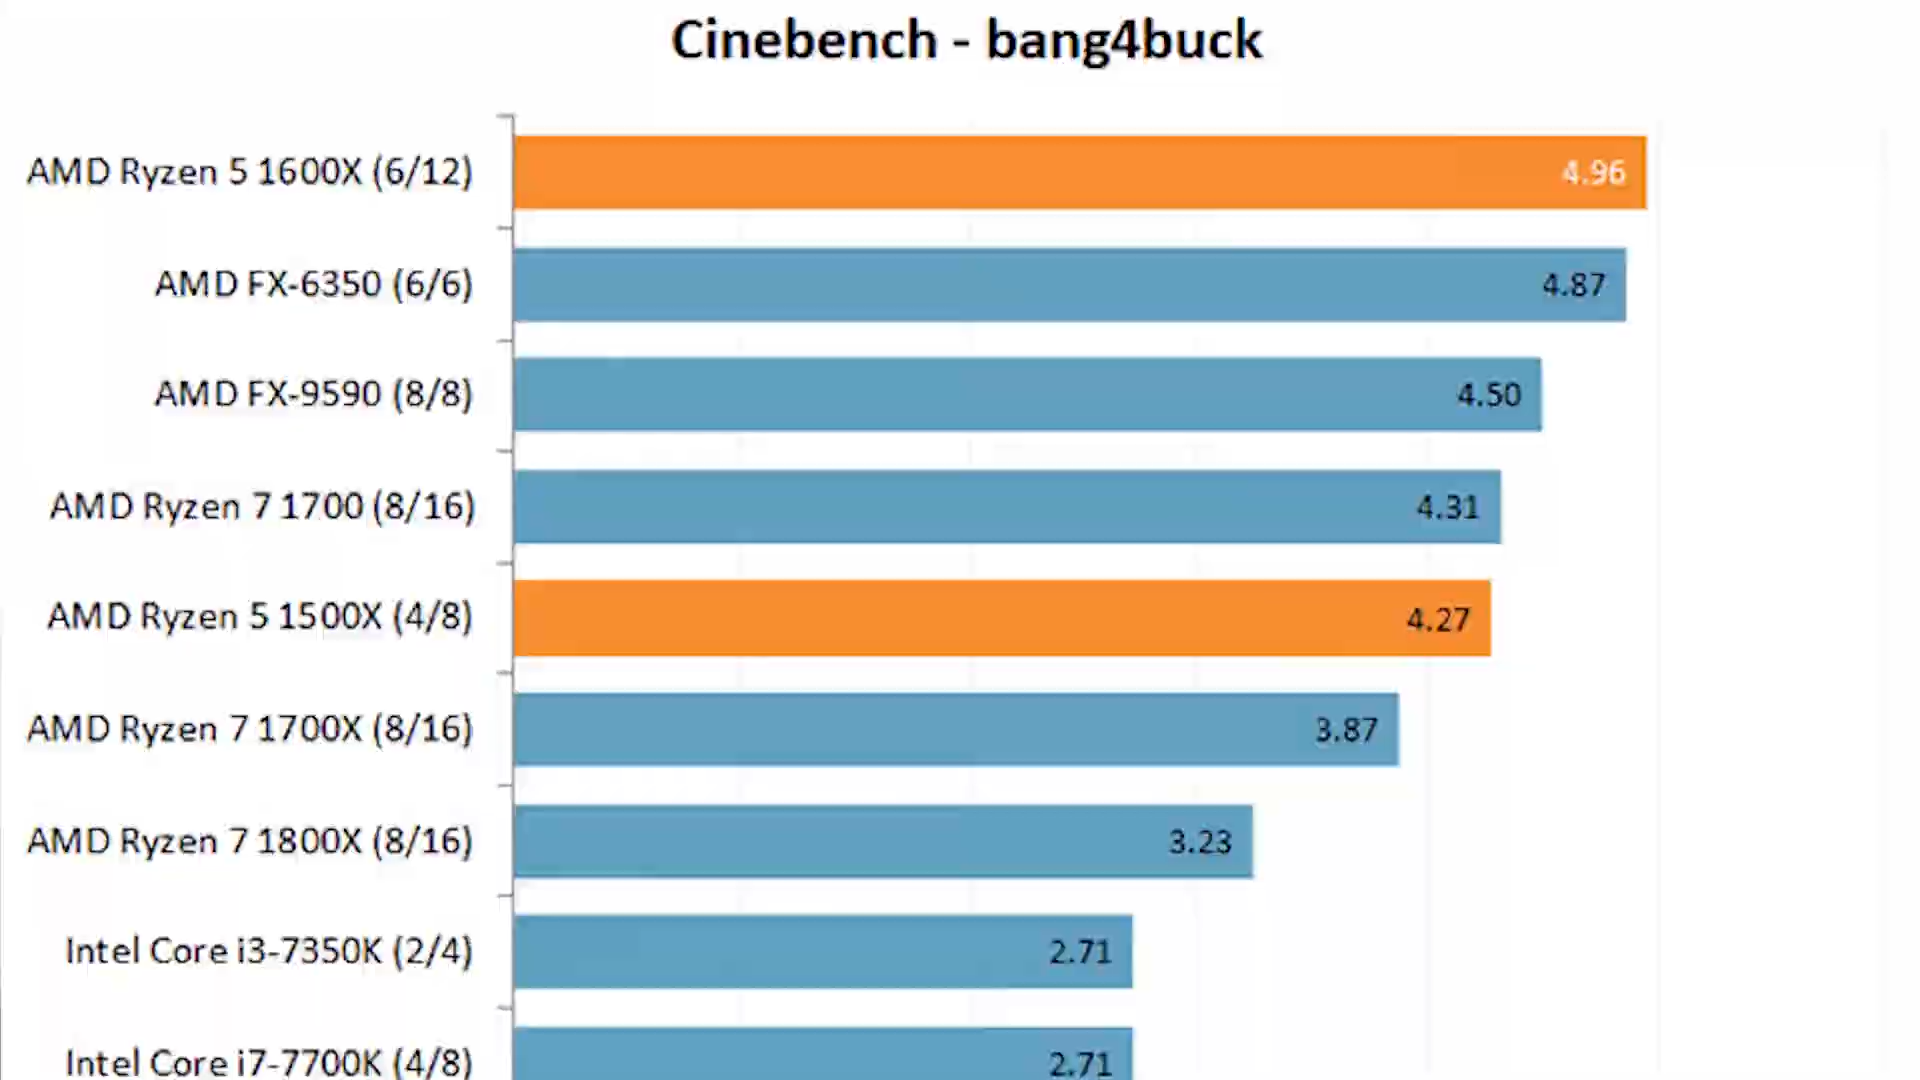 Cinebench - bang4buck
AMD Ryzen 5 1600X (6/12) 4.96
AMD FX-6350 (6/6) 4.87
AMD FX-9590 (8/8) 4.50
AMD Ryzen 7 1700 (8/16) 4.31
AMD Ryzen 5 1500X (4/8) 4.27
AMD Ryzen 7 1700X (8/16) 3.87
AMD Ryzen 7 1800X (8/16) 3.23
Intel Core i3-7350K (2/4) 2.71
Intel Core i7-7700K (4/8) 2.71